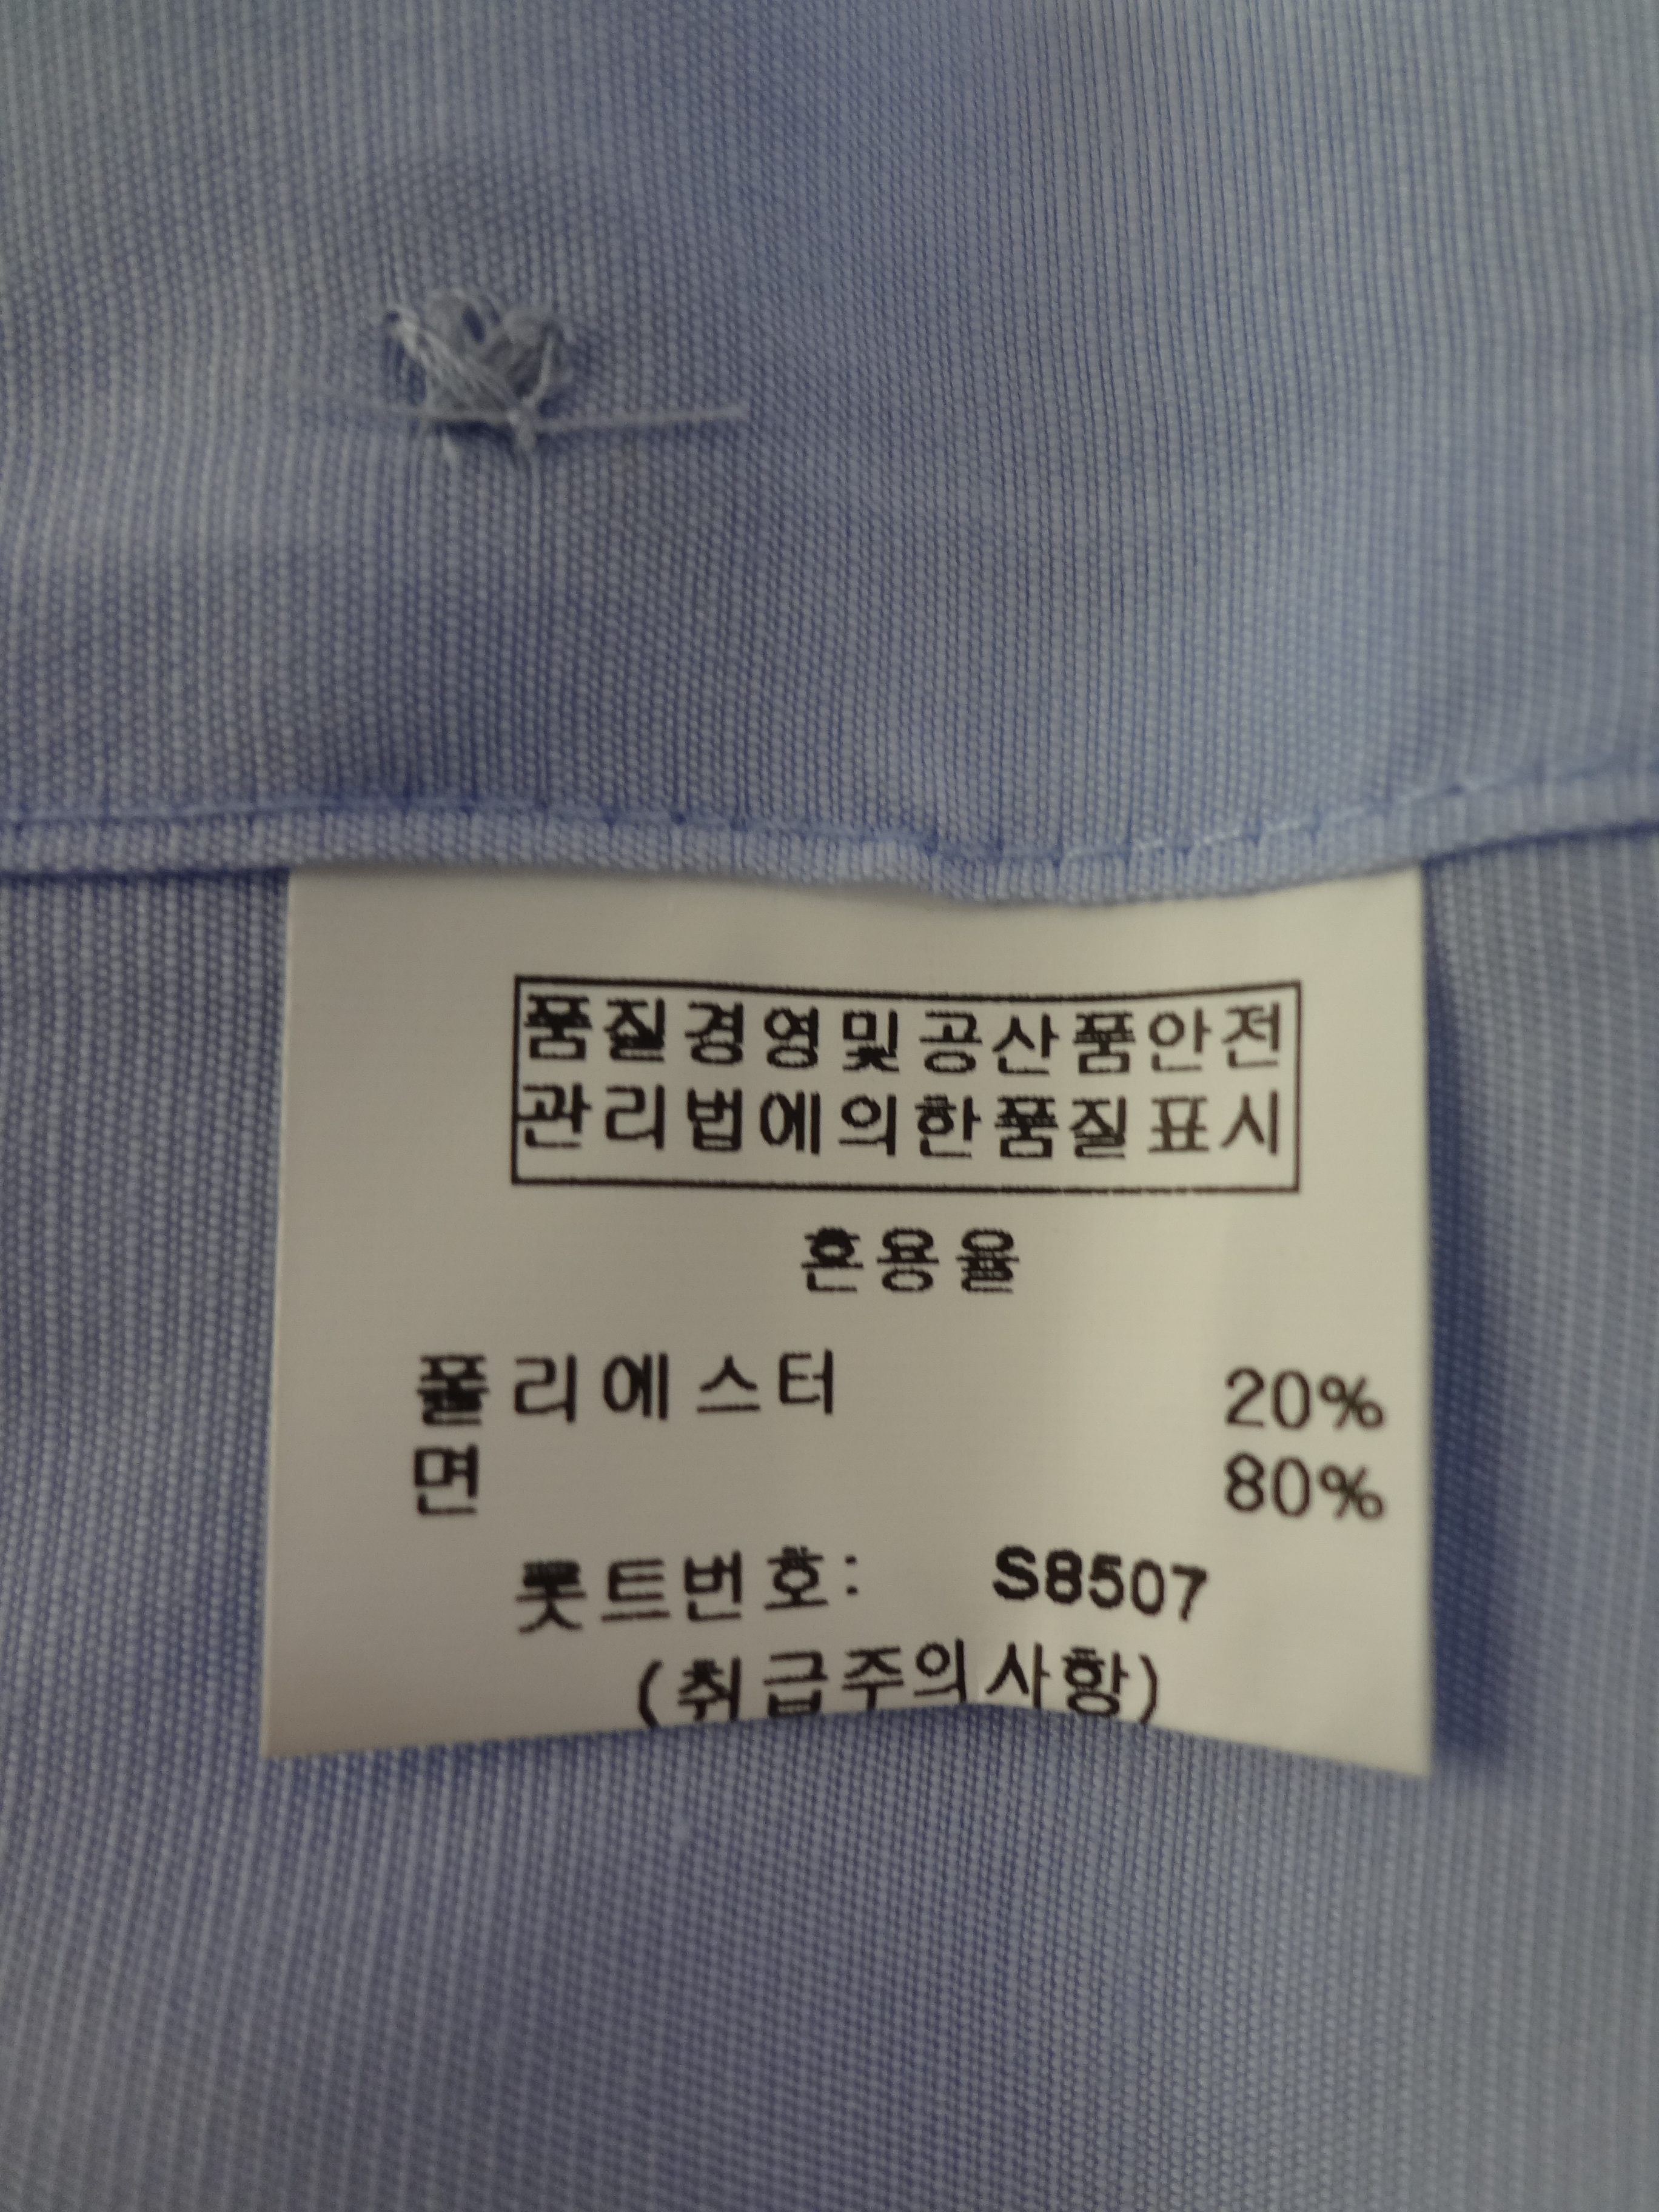 품질경영및공산품안전
관리법에의한품질표시
혼용율
폴리에스터 20%
면 80%
롯트번호: S8507
(취급주의사항)